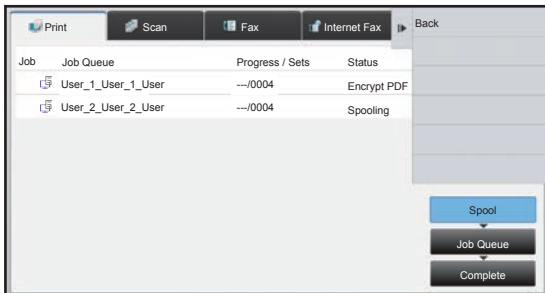 Print Scan Fax Internet Fax Back
Job Job Queue Progress / Sets Status
User_1_User_1_User ---/0004 Encrypt PDF
User_2_User_2_User ---/0004 Spooling
Spool
Job Queue
Complete